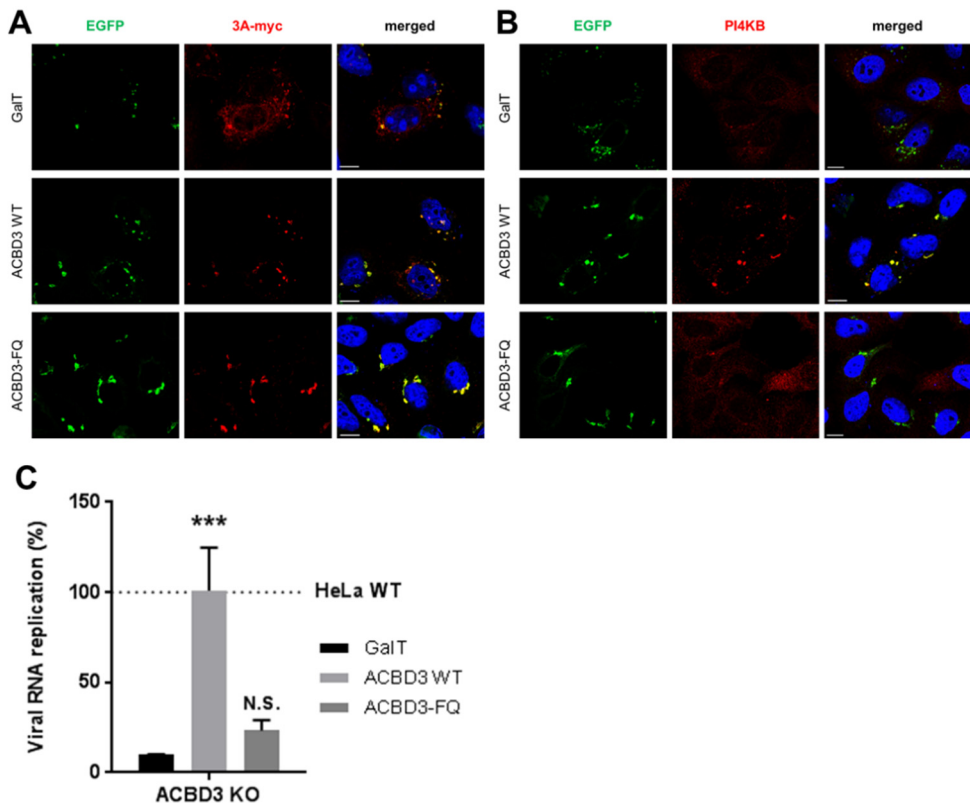 A
EGFP
3A-myc
merged
GalT
ACBD3 WT
ACBD3-FQ
B
EGFP
PI4KB
merged
GalT
ACBD3 WT
ACBD3-FQ
C
Viral RNA replication (%)
150
100
50
0
***
N.S.
HeLa WT
GalT
ACBD3 WT
ACBD3-FQ
ACBD3 KO